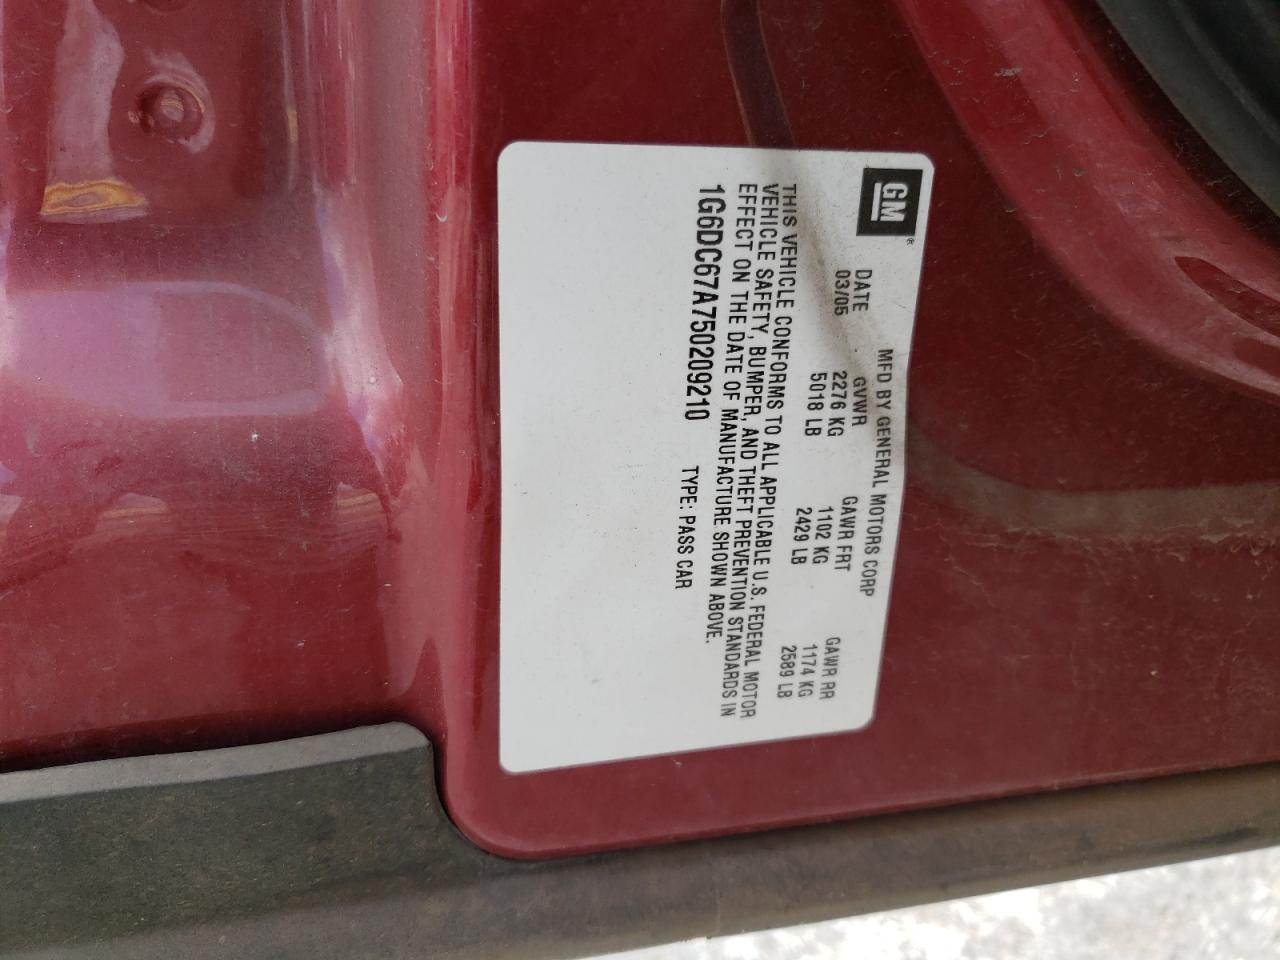 GM®
MFD BY GENERAL MOTORS CORP
DATE GVWR GAWR FRT GAWR RR
03/05 2276 KG 1102 KG 1174 KG
5018 LB 2429 LB 2589 LB
THIS VEHICLE CONFORMS TO ALL APPLICABLE U.S. FEDERAL MOTOR
VEHICLE SAFETY, BUMPER, AND THEFT PREVENTION STANDARDS IN
EFFECT ON THE DATE OF MANUFACTURE SHOWN ABOVE.
1G6DC67A750209210 TYPE: PASS CAR